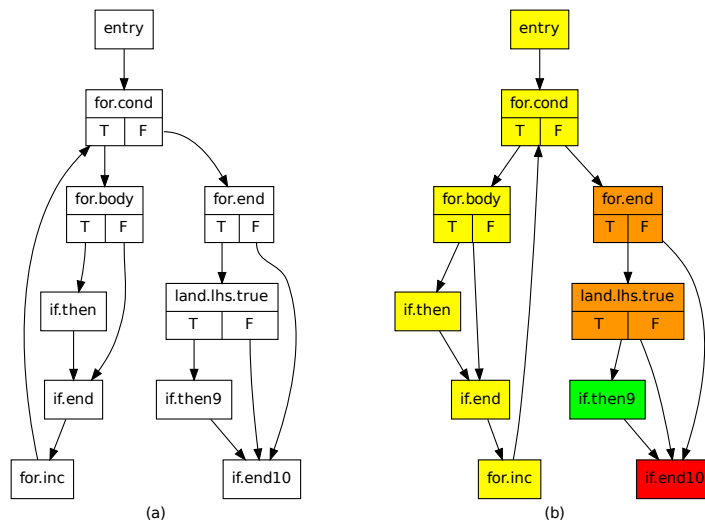 entry
for.cond
T F
for.body
T F
for.end
T F
if.then
land.lhs.true
T F
if.end
if.then9
for.inc
if.end10
(a)
entry
for.cond
T F
for.body
T F
for.end
T F
if.then
land.lhs.true
T F
if.end
if.then9
for.inc
if.end10
(b)